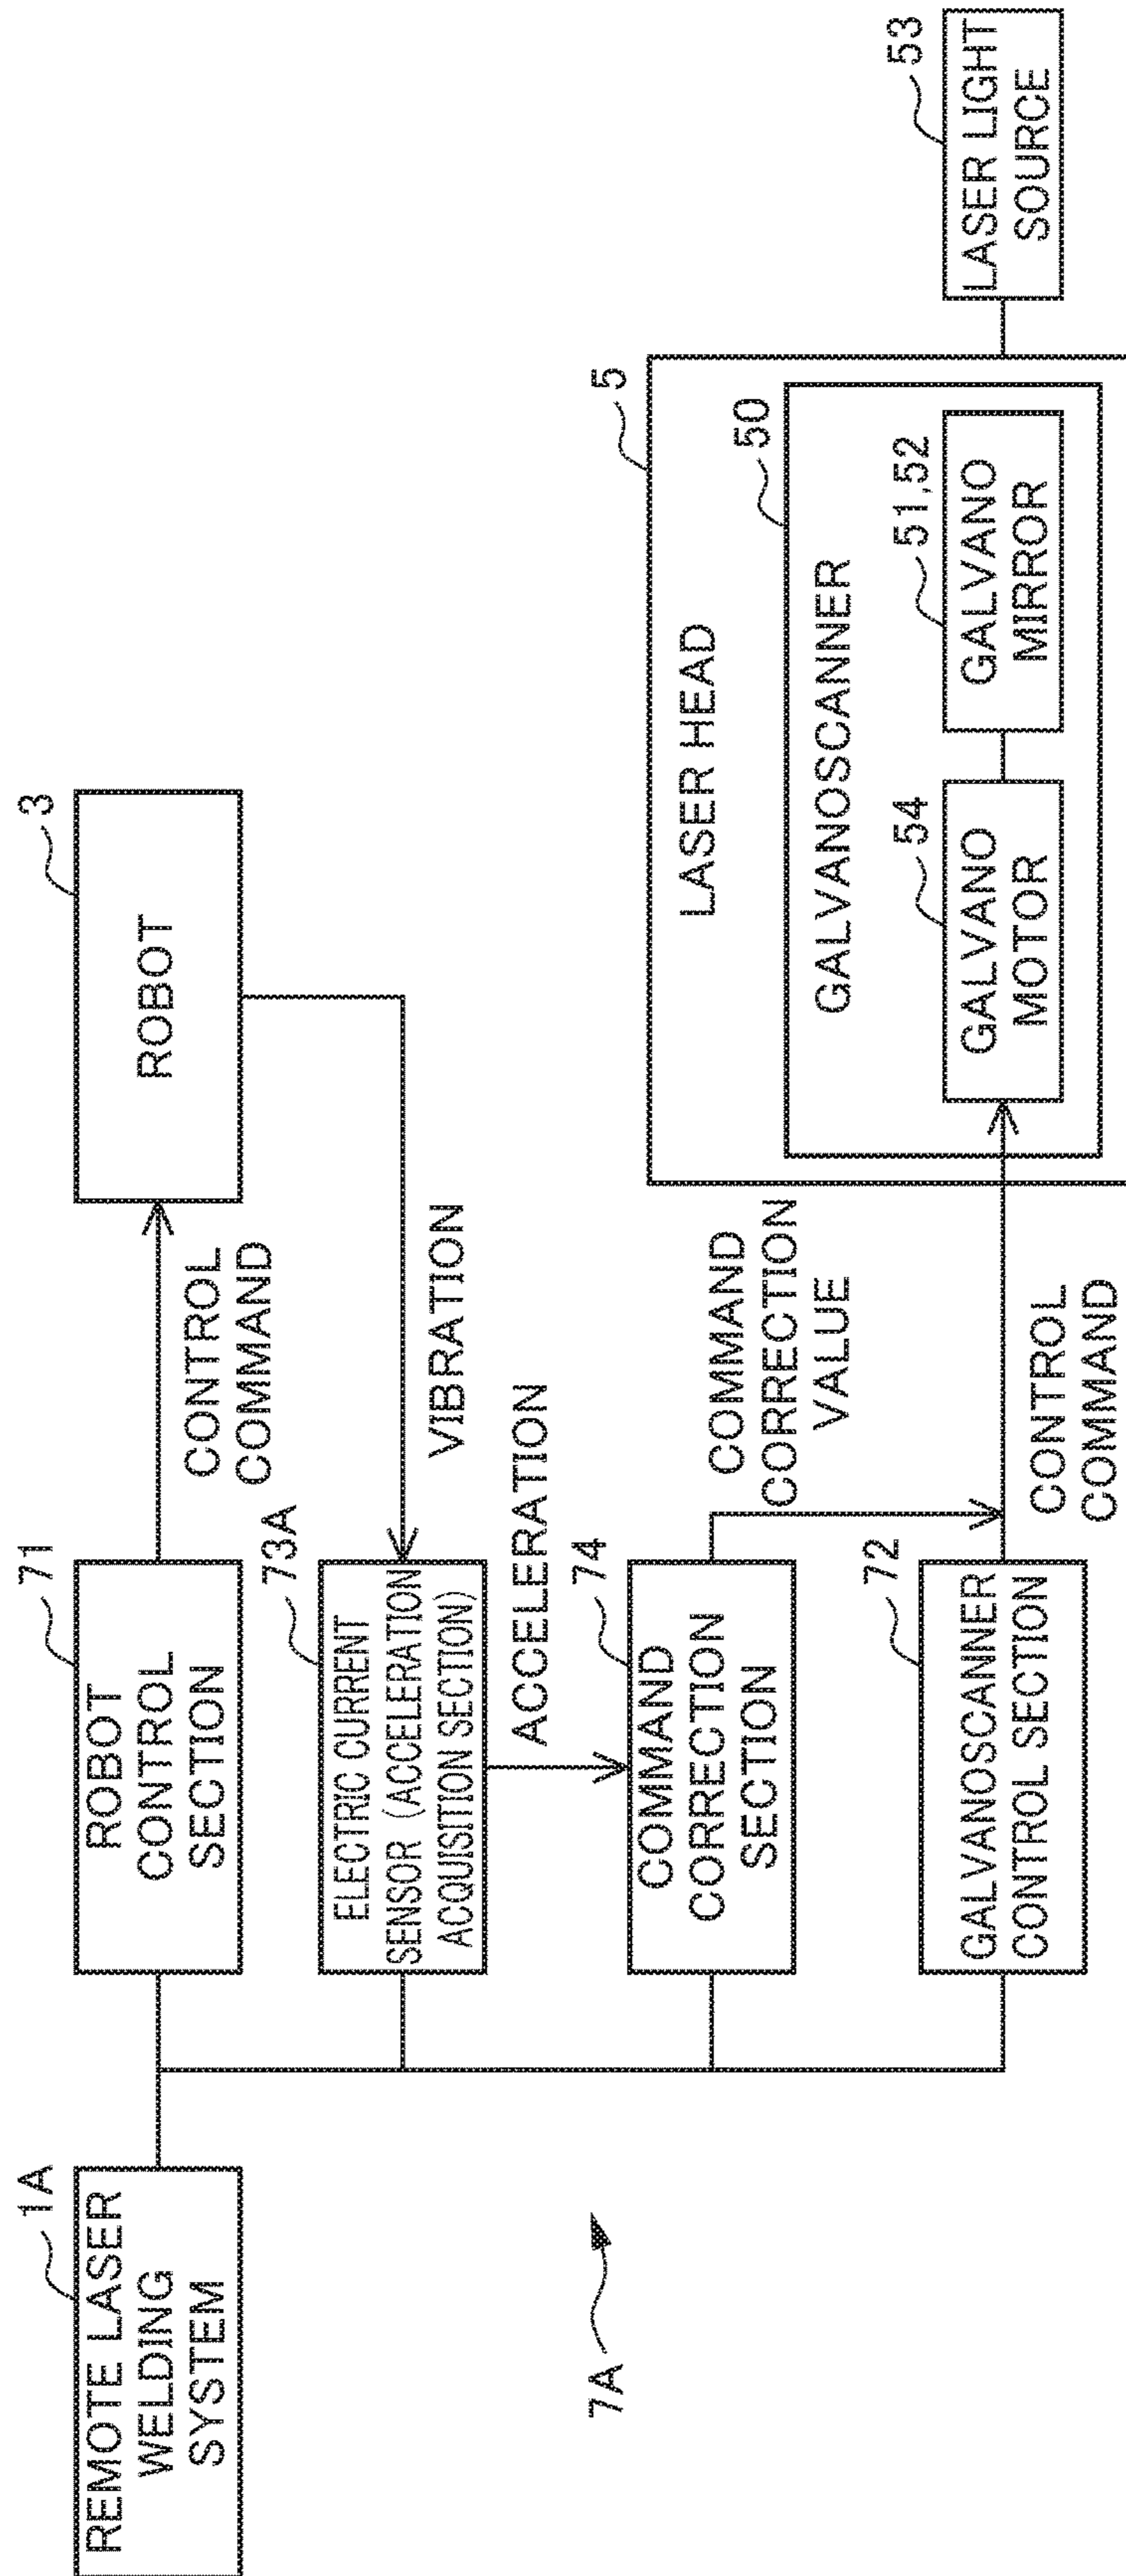 1A
REMOTE LASER
WELDING
SYSTEM
71
ROBOT
CONTROL
SECTION
CONTROL
COMMAND
3
ROBOT
73A
ELECTRIC CURRENT
SENSOR (ACCELERATION
ACQUISITION SECTION)
VIBRATION
ACCELERATION
7A
74
COMMAND
CORRECTION
SECTION
COMMAND
CORRECTION
VALUE
72
GALVANOSCANNER
CONTROL SECTION
CONTROL
COMMAND
5
LASER HEAD
50
GALVANOSCANNER
54
GALVANO
MOTOR
51,52
GALVANO
MIRROR
53
LASER LIGHT
SOURCE